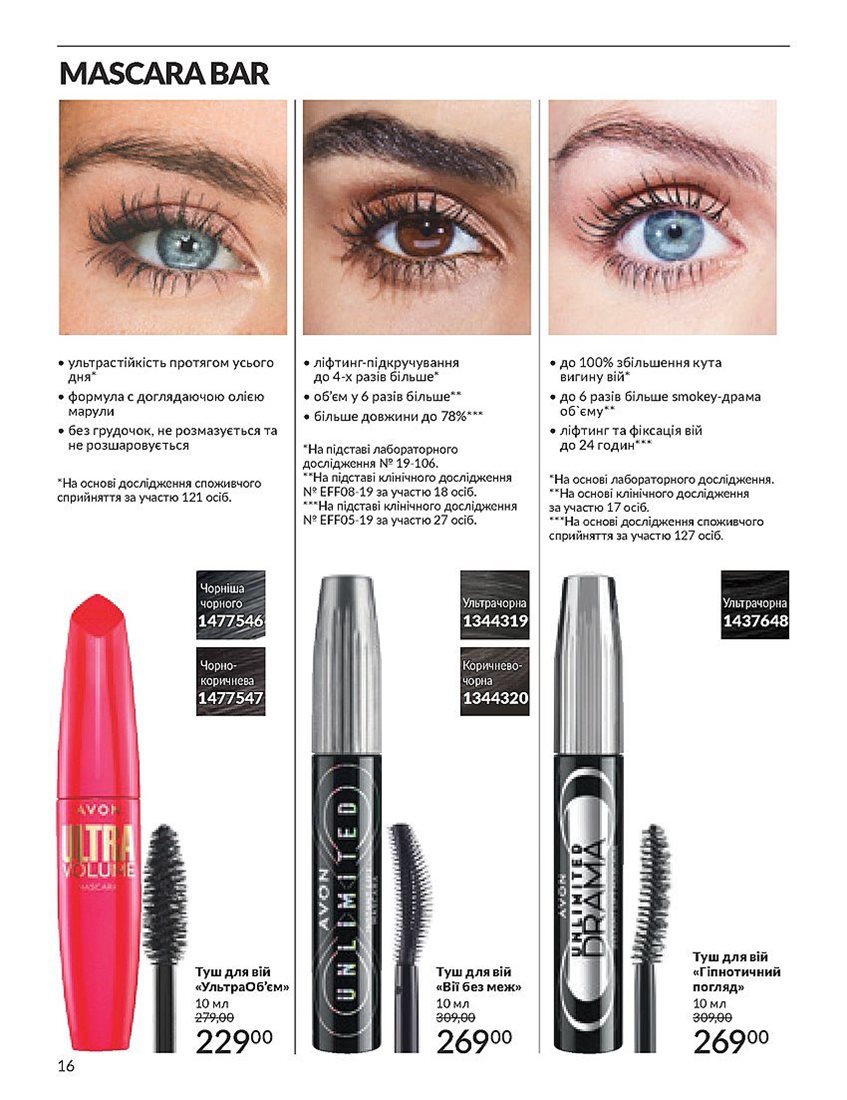 MASCARA BAR
• ультрастійкість протягом усього
дня*
• формула с доглядаючою олією
марули
• без грудочок, не розмазується та
не розшаровується
*На основі дослідження споживчого
сприйняття за участю 121 осіб.
• ліфтинг-підкручування
до 4-х разів більше*
• об'єм у 6 разів більше**
• більше довжини до 78%***
*На підставі лабораторного
дослідження № 19-106.
**На підставі клінічного дослідження
№ EFF08-19 за участю 18 осіб.
***На підставі клінічного дослідження
№ EFF05-19 за участю 27 осіб.
• до 100% збільшення кута
вигину вій*
• до 6 разів більше smokey-драма
об`єму**
• ліфтинг та фіксація вій
до 24 годин***
*На основі лабораторного дослідження.
**На основі клінічного дослідження
за участю 17 осіб.
***На основі дослідження споживчого
сприйняття за участю 127 осіб.
Чорніша
чорного
1477546
Чорно-
коричнева
1477547
AVON
ULTRA
VOLUME
MASCARA
Туш для вій
«УльтраОб'єм»
10 мл
279,00
22900
Ультрачорна
1344319
Коричнево-
чорна
1344320
AVON
UNLIMITED
Туш для вій
«Вії без меж»
10 мл
309,00
26900
Ультрачорна
1437648
AVON
UNLIMITED
DRAMA
Туш для вій
«Гіпнотичний
погляд»
10 мл
309,00
26900
16